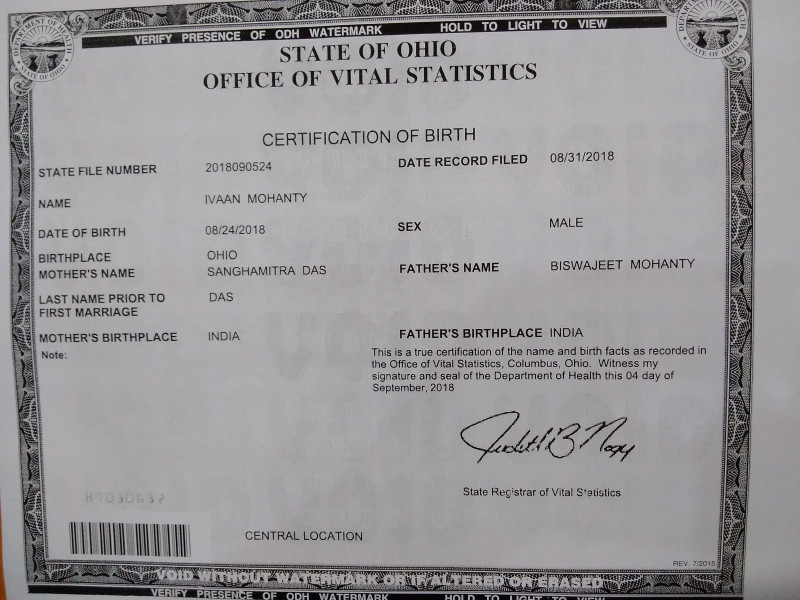 VERIFY PRESENCE OF ODH WATERMARK HOLD TO LIGHT TO VIEW
STATE OF OHIO
OFFICE OF VITAL STATISTICS
CERTIFICATION OF BIRTH
STATE FILE NUMBER 2018090524 DATE RECORD FILED 08/31/2018
NAME IVAAN MOHANTY
DATE OF BIRTH 08/24/2018 SEX MALE
BIRTHPLACE OHIO
MOTHER'S NAME SANGHAMITRA DAS FATHER'S NAME BISWAJEET MOHANTY
LAST NAME PRIOR TO DAS
FIRST MARRIAGE
MOTHER'S BIRTHPLACE INDIA FATHER'S BIRTHPLACE INDIA
Note:
This is a true certification of the name and birth facts as recorded in
the Office of Vital Statistics, Columbus, Ohio. Witness my
signature and seal of the Department of Health this 04 day of
September, 2018
State Registrar of Vital Statistics
CENTRAL LOCATION
REV. 7/2015
VOID WITHOUT WATERMARK OR IF ALTERED OR ERASED
VERIFY PRESENCE OF ODH WATERMARK HOLD TO LIGHT TO VIEW